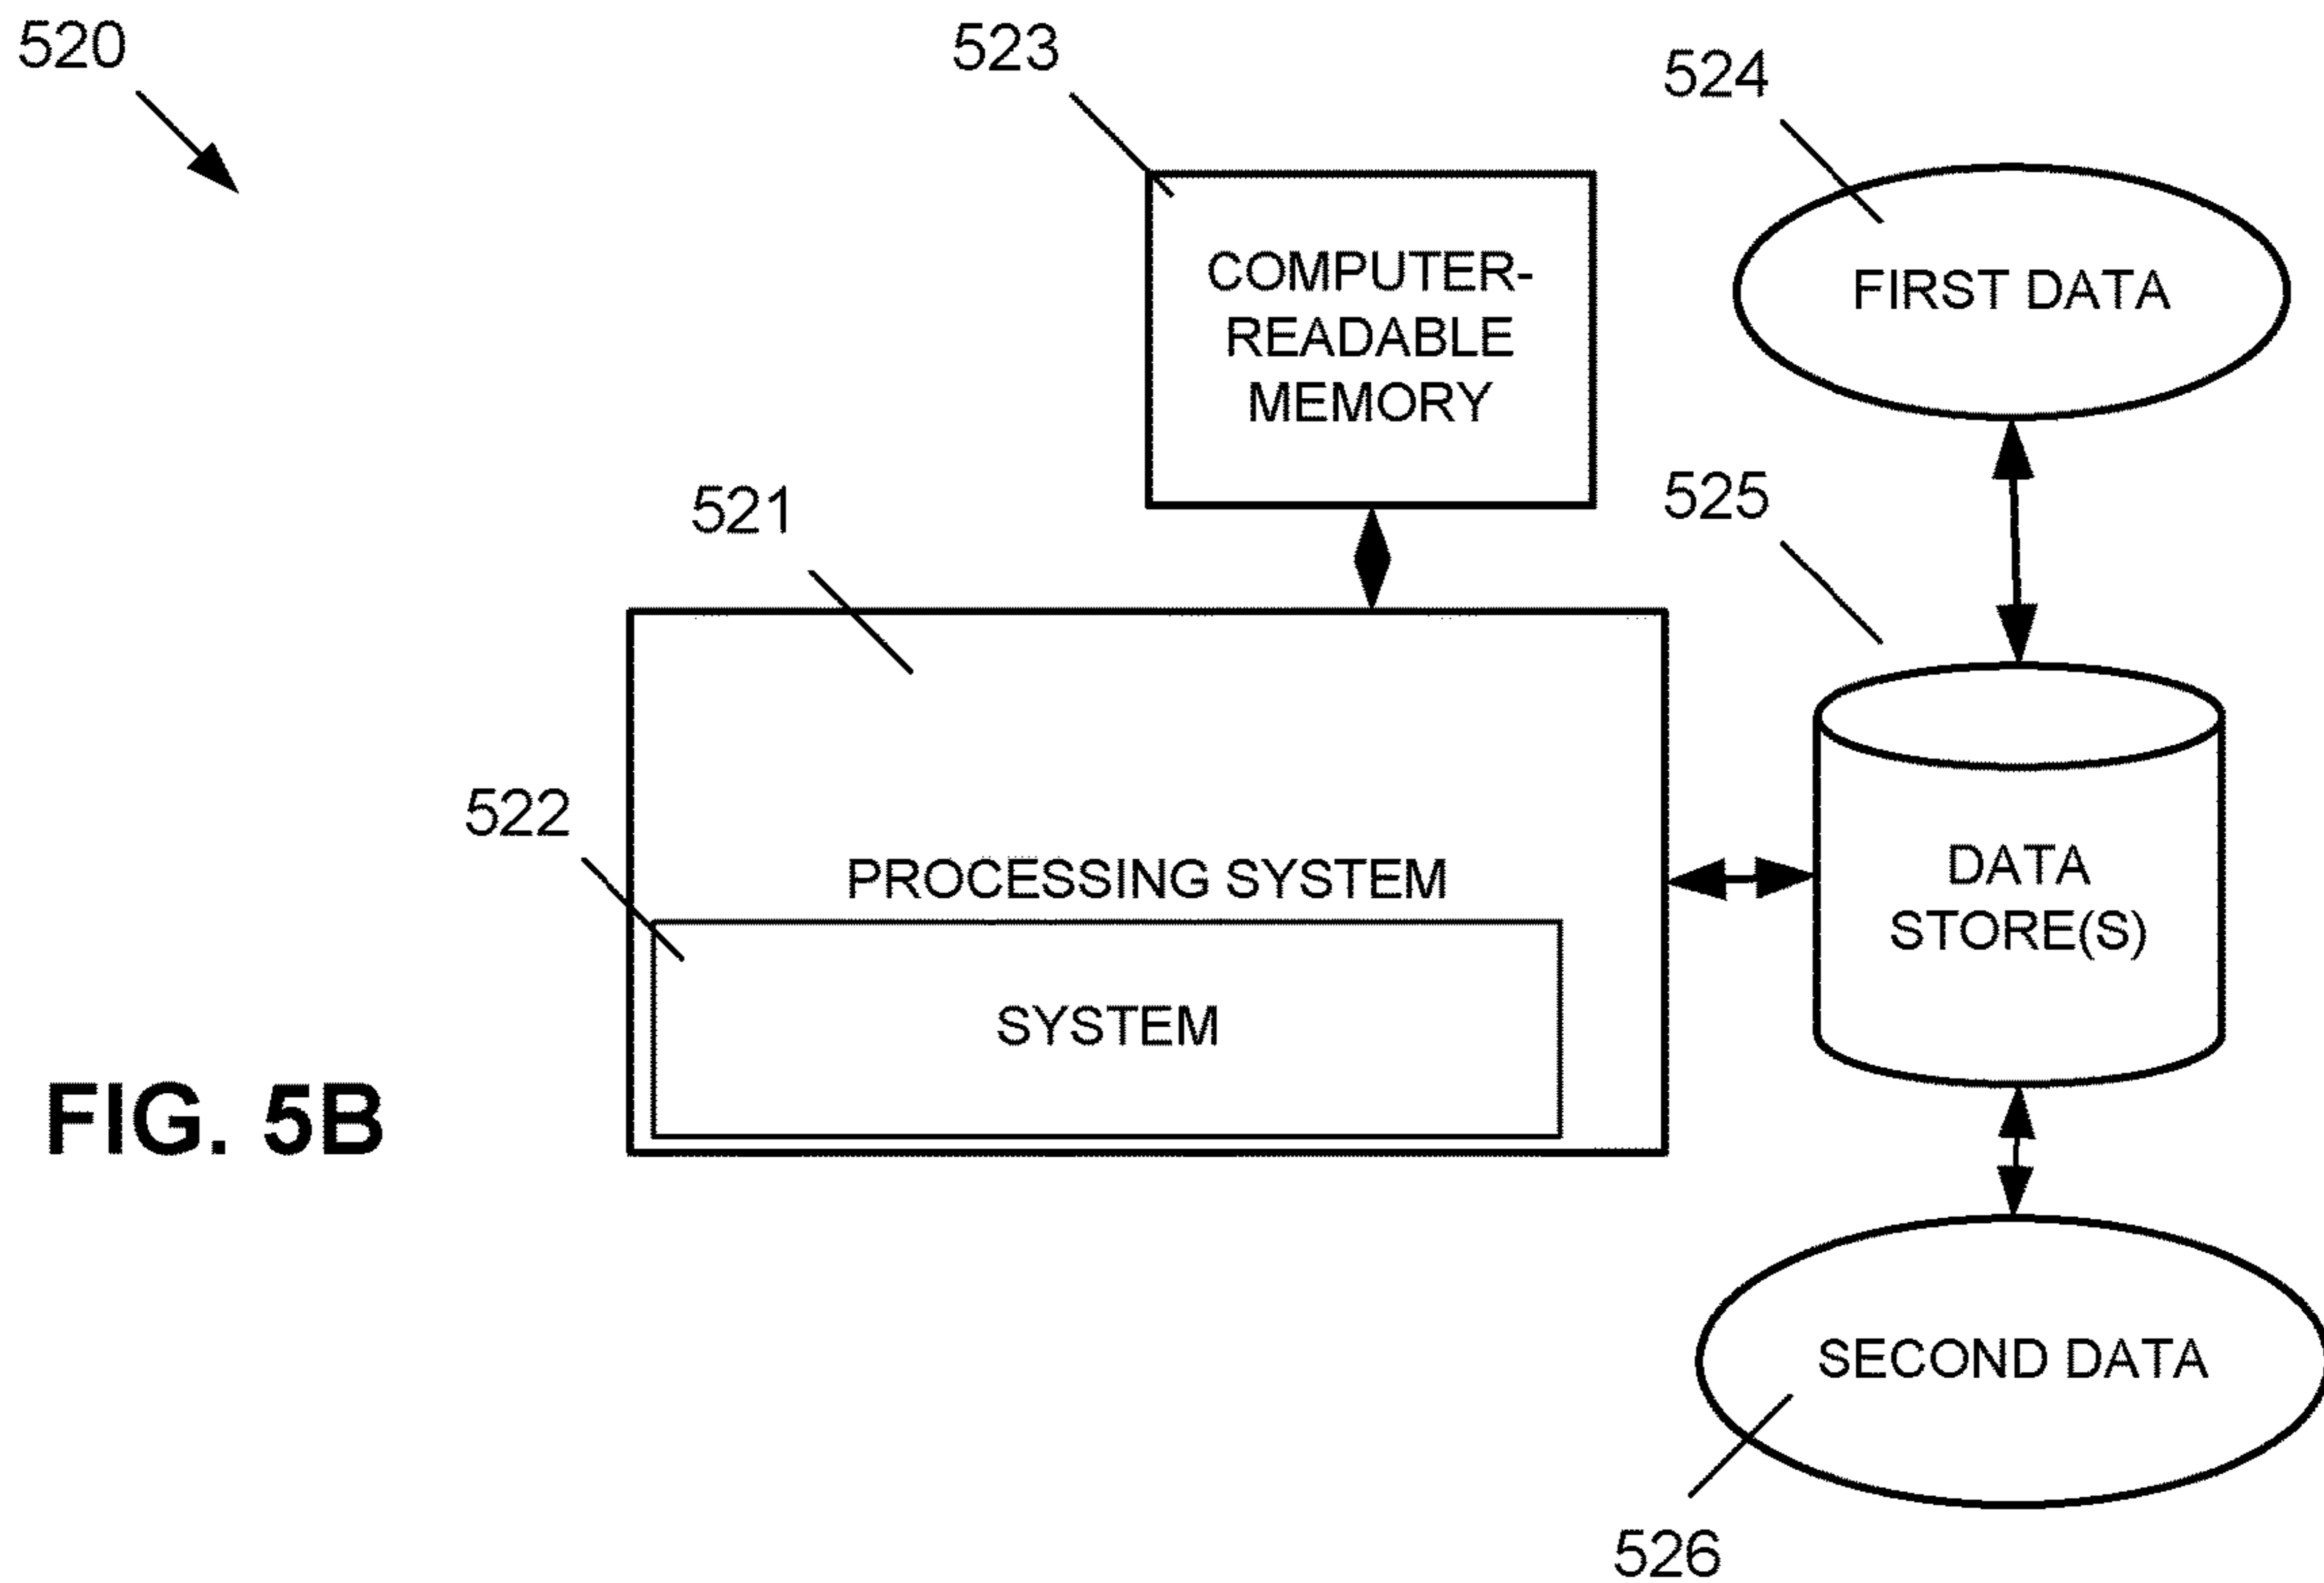 520
523
524
COMPUTER-
READABLE
MEMORY
FIRST DATA
521
525
522
PROCESSING SYSTEM
DATA
STORE(S)
SYSTEM
FIG. 5B
SECOND DATA
526